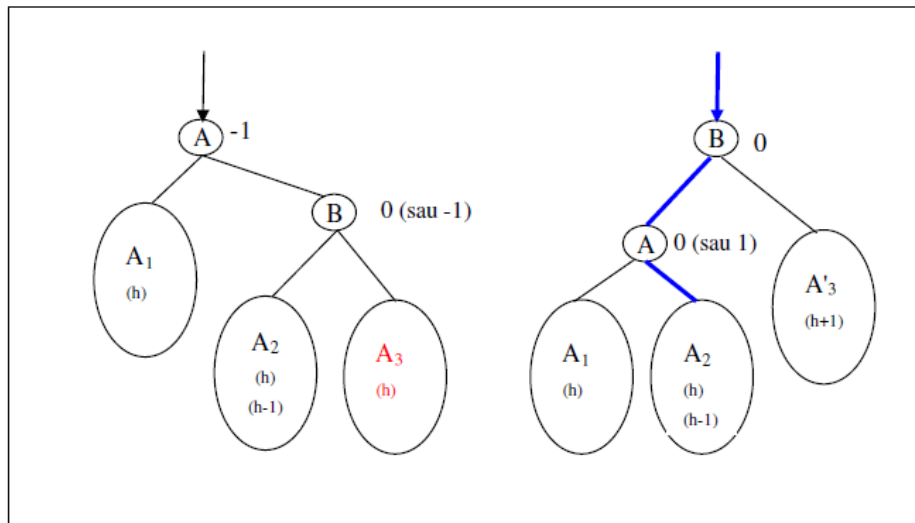 A -1
B 0 (sau -1)
A₁
(h)
A₂
(h)
(h-1)
A₃
(h)
B 0
A 0 (sau 1)
A'₃
(h+1)
A₁
(h)
A₂
(h)
(h-1)